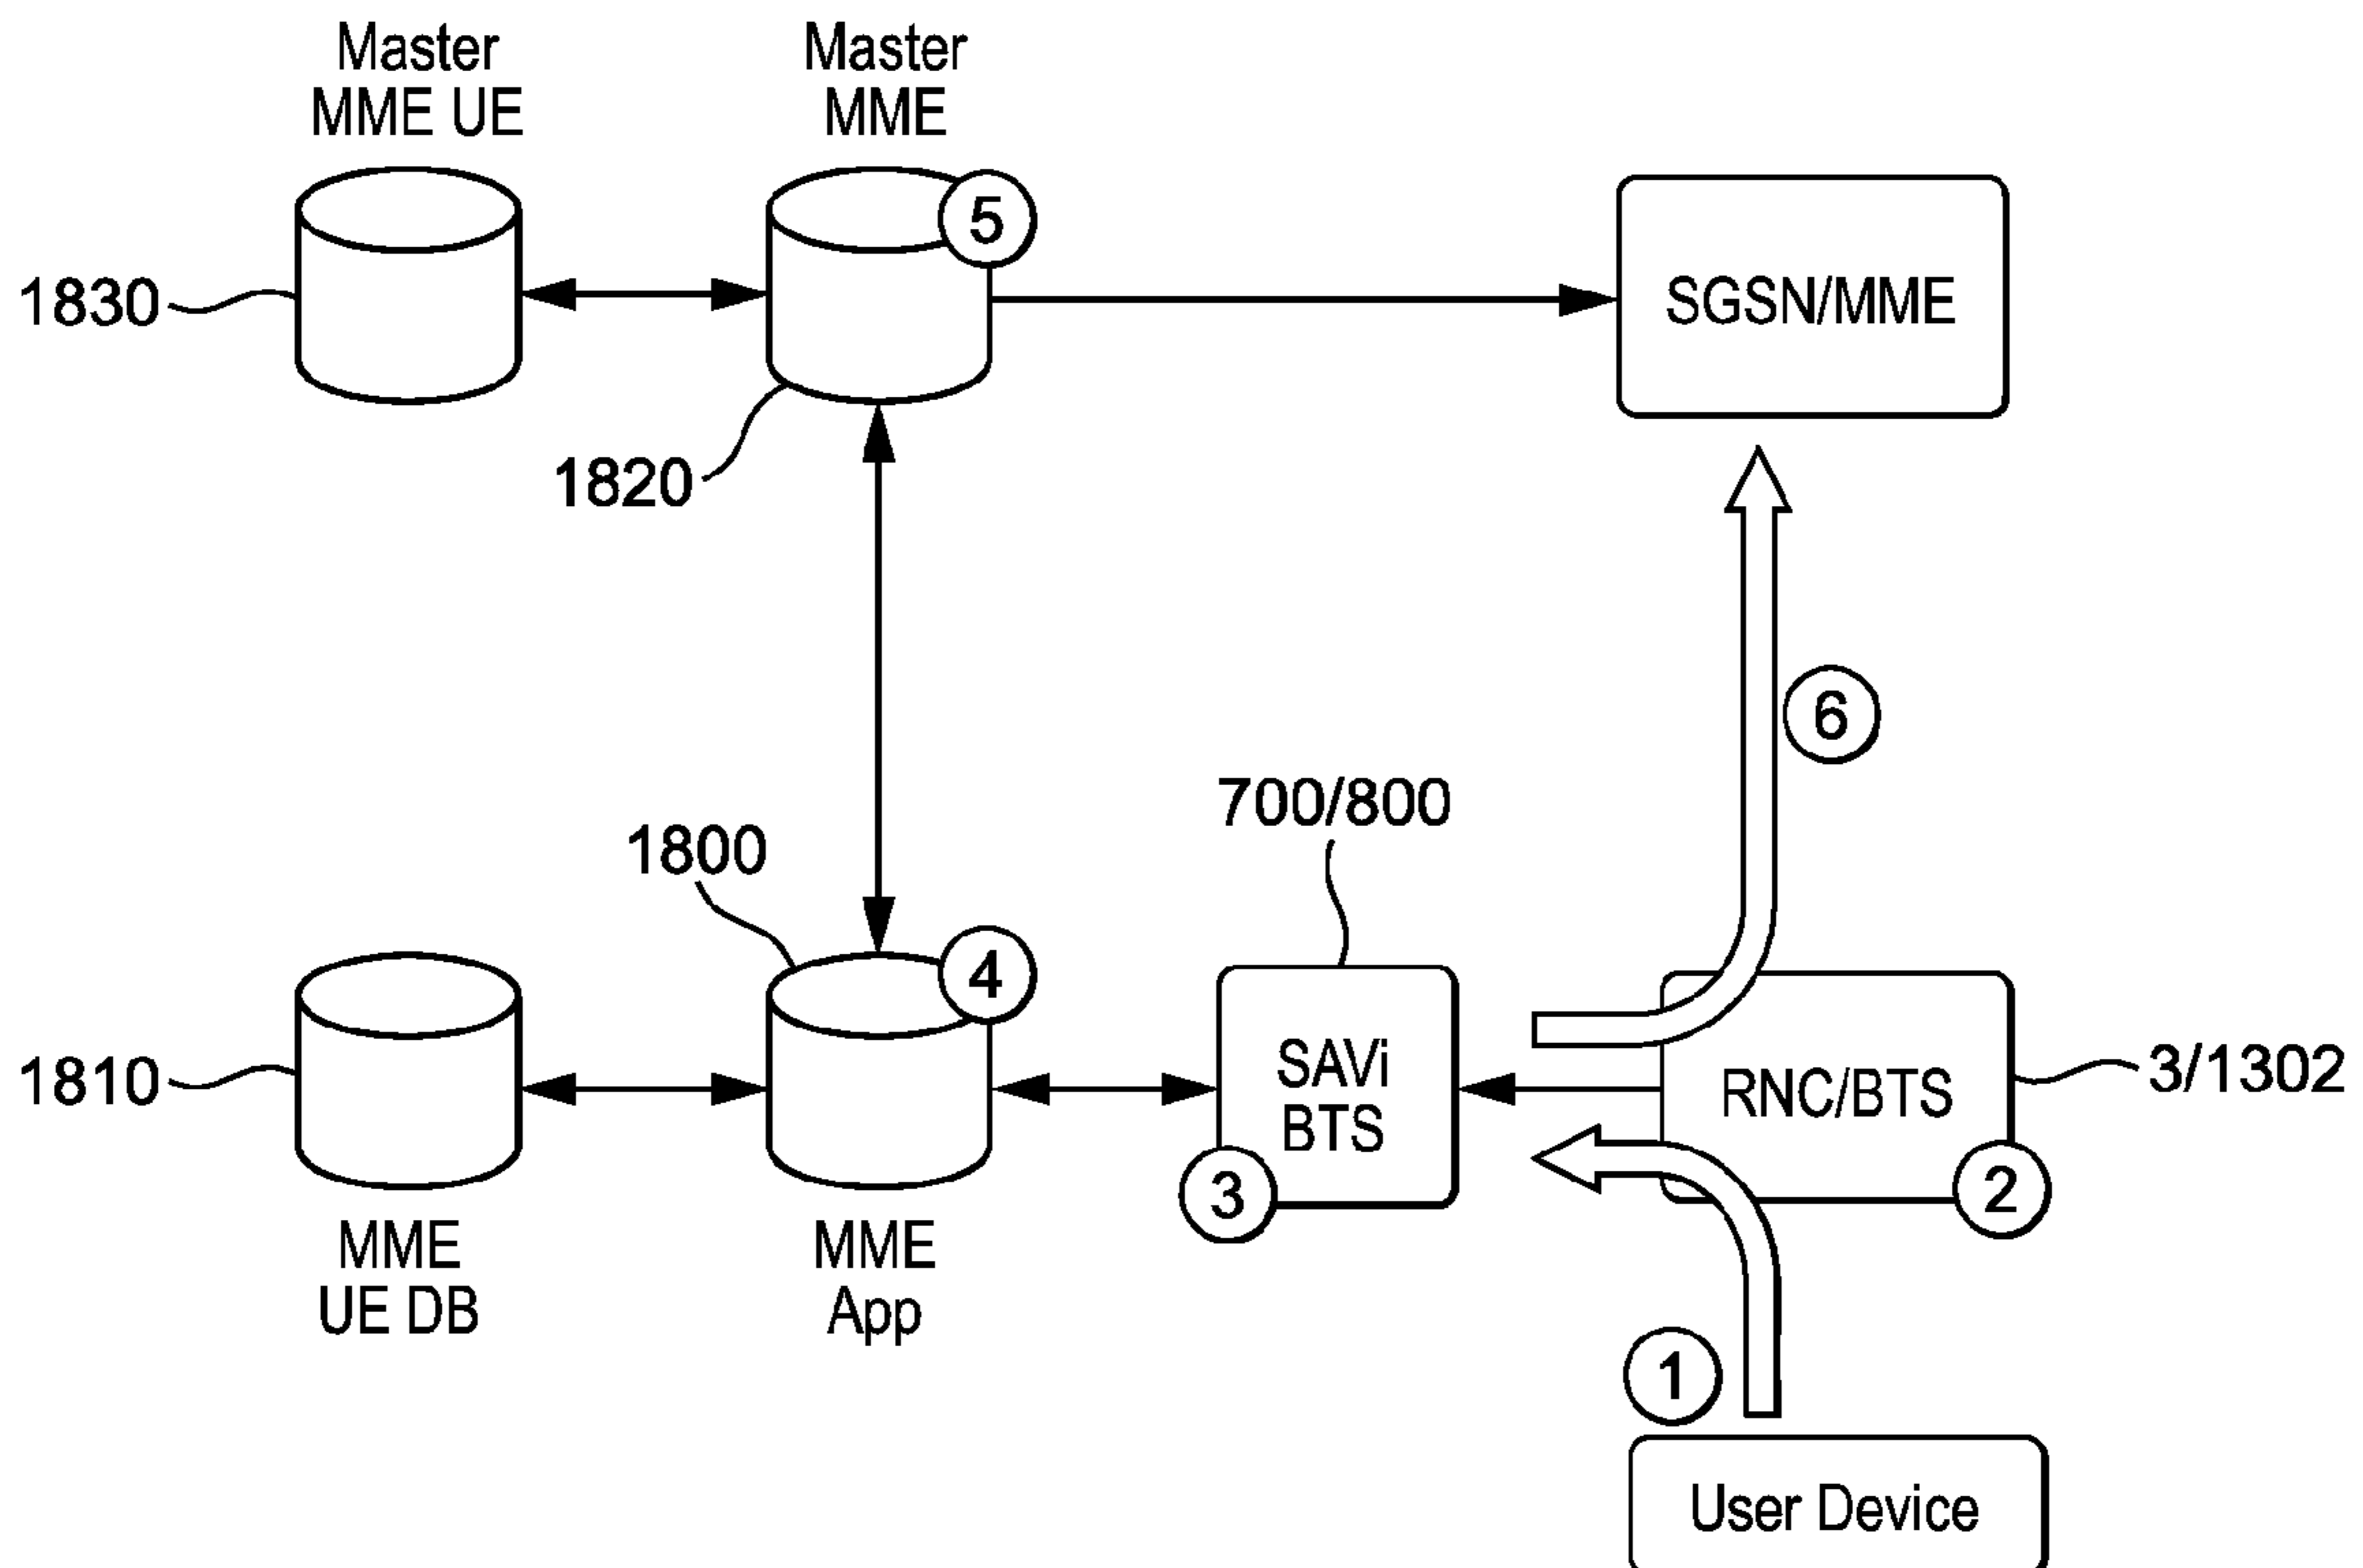 Master
MME UE
Master
MME
5
1830
SGSN/MME
1820
6
700/800
1800
4
SAVi
BTS
RNC/BTS
3/1302
1810
3
2
MME
UE DB
MME
App
1
User Device